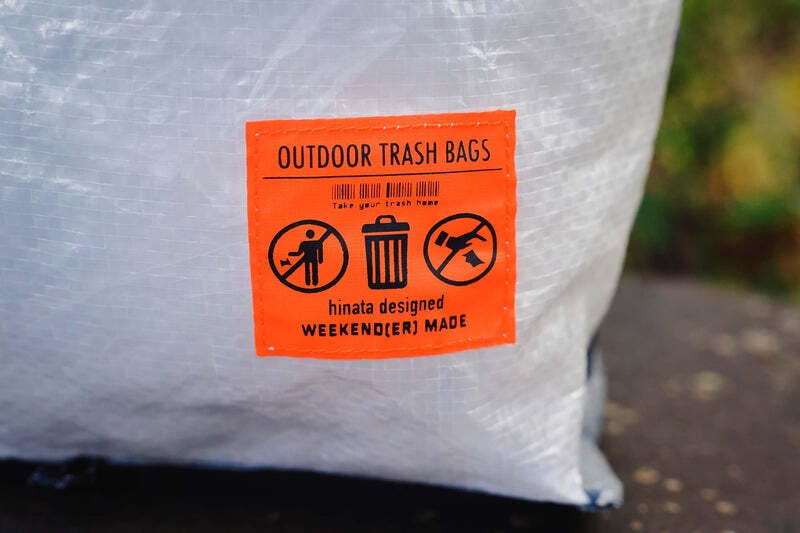 OUTDOOR TRASH BAGS
Take your trash home
hinata designed
WEEKEND(ER) MADE